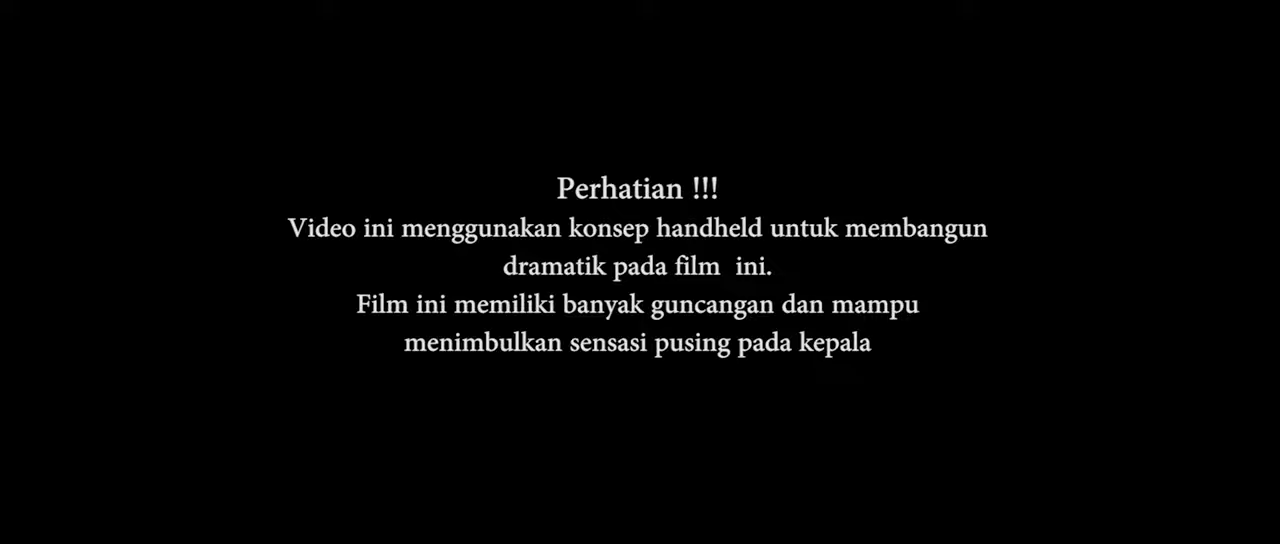 Perhatian !!!
Video ini menggunakan konsep handheld untuk membangun
dramatik pada film  ini.
Film ini memiliki banyak guncangan dan mampu
menimbulkan sensasi pusing pada kepala